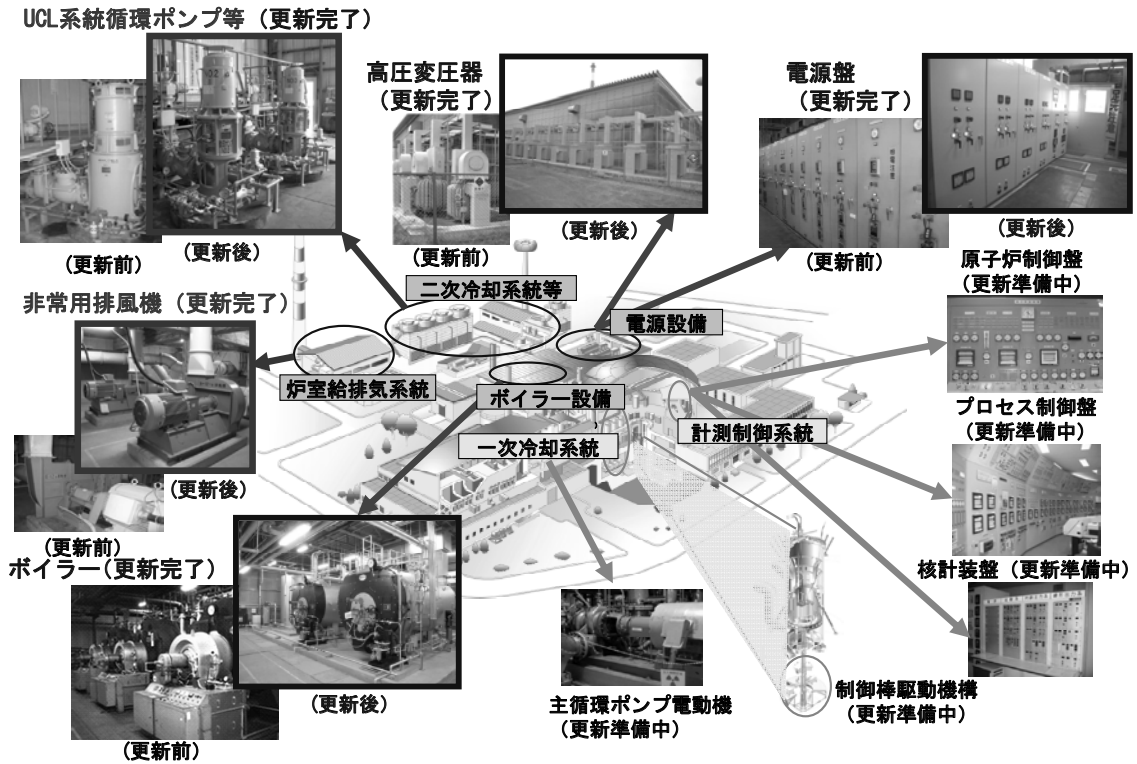 UCL系統循環ポンプ等（更新完了）
(更新前)
(更新後)
高圧変圧器
（更新完了）
(更新前)
(更新後)
電源盤
（更新完了）
(更新前)
(更新後)
非常用排風機（更新完了）
(更新前)
(更新後)
ボイラー(更新完了)
(更新前)
(更新後)
二次冷却系統等
電源設備
炉室給排気系統
ボイラー設備
一次冷却系統
計測制御系統
原子炉制御盤
(更新準備中)
プロセス制御盤
(更新準備中)
核計装盤（更新準備中）
主循環ポンプ電動機
(更新準備中)
制御棒駆動機構
(更新準備中)